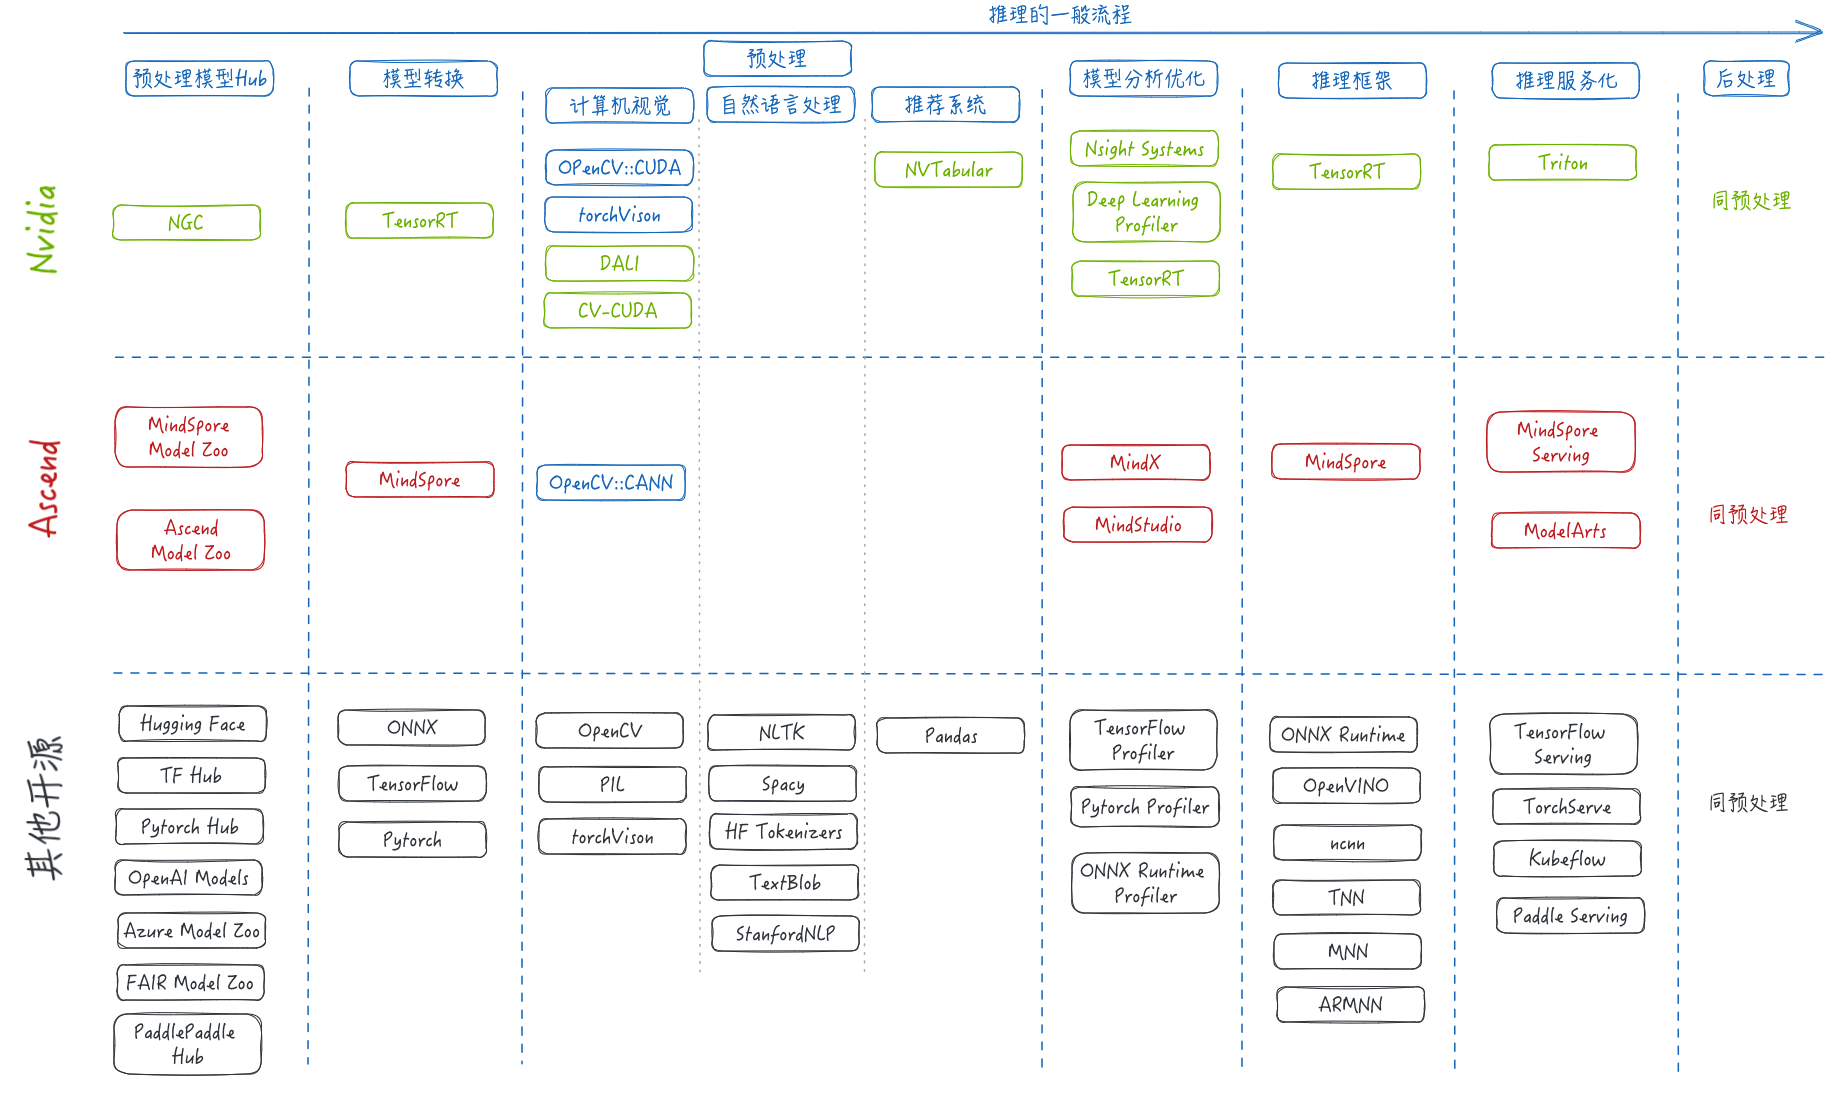 推理的一般流程
预处理模型Hub
模型转换
预处理
计算机视觉
自然语言处理
推荐系统
模型分析优化
推理框架
推理服务化
后处理
Nvidia
NGC
TensorRT
OPenCV::CUDA
torchVison
DALI
CV-CUDA
NVTabular
Nsight Systems
Deep Learning
Profiler
TensorRT
TensorRT
Triton
同预处理
Ascend
MindSpore
Model Zoo
Ascend
Model Zoo
MindSpore
OpenCV::CANN
MindX
MindStudio
MindSpore
MindSpore
Serving
ModelArts
同预处理
其他开源
Hugging Face
TF Hub
Pytorch Hub
OpenAI Models
Azure Model Zoo
FAIR Model Zoo
PaddlePaddle
Hub
ONNX
TensorFlow
Pytorch
OpenCV
PIL
torchVison
NLTK
Spacy
HF Tokenizers
TextBlob
StanfordNLP
Pandas
TensorFlow
Profiler
Pytorch Profiler
ONNX Runtime
Profiler
ONNX Runtime
OpenVINO
ncnn
TNN
MNN
ARMNN
TensorFlow
Serving
TorchServe
Kubeflow
Paddle Serving
同预处理